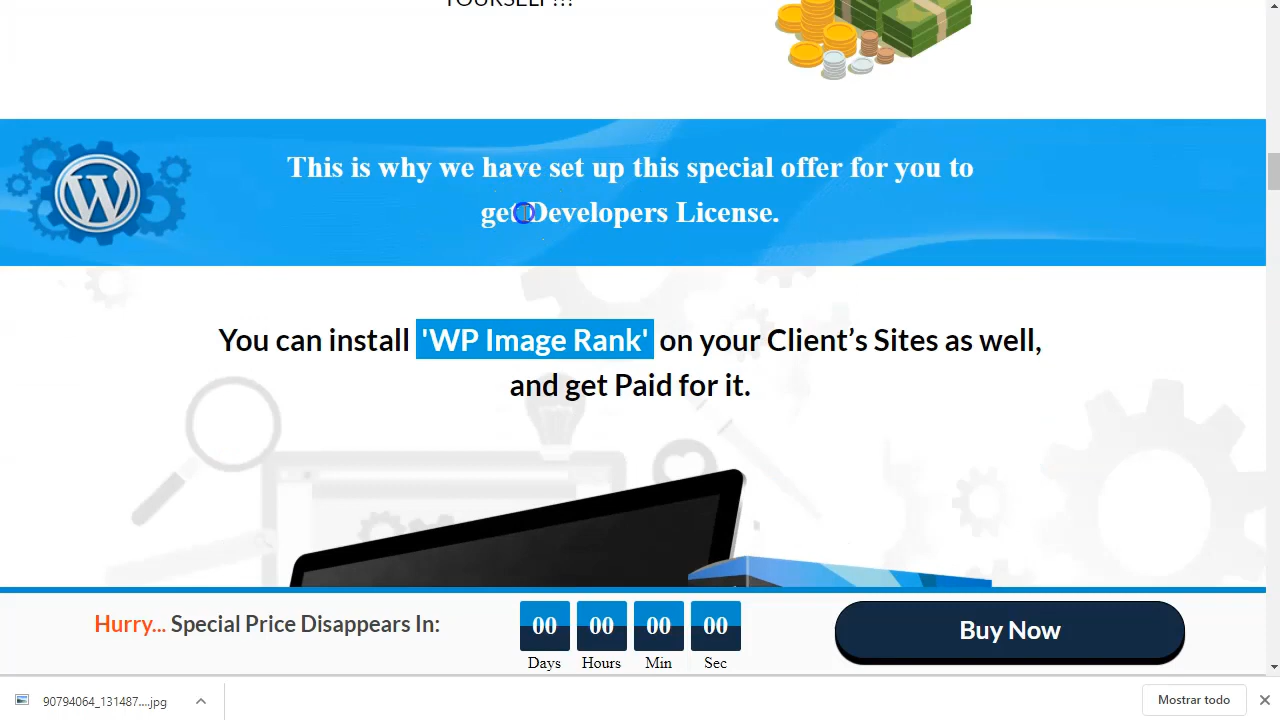 YOURSELF!!!
This is why we have set up this special offer for you to
get Developers License.
You can install 'WP Image Rank' on your Client’s Sites as well,
and get Paid for it.
Hurry... Special Price Disappears In:
00 00 00 00
Days Hours Min Sec
Buy Now
90794064_131487....jpg
Mostrar todo